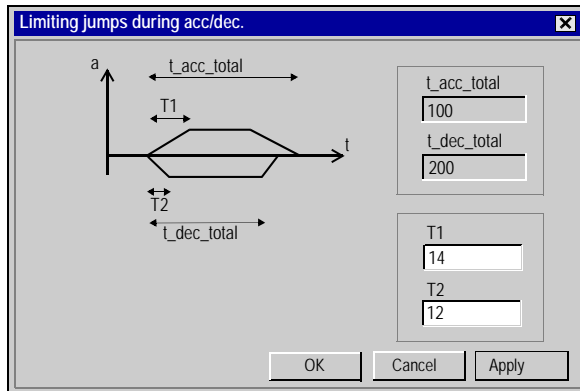 Limiting jumps during acc/dec.
a
t_acc_total
T1
t
T2
t_dec_total
t_acc_total
100
t_dec_total
200
T1
14
T2
12
OK
Cancel
Apply